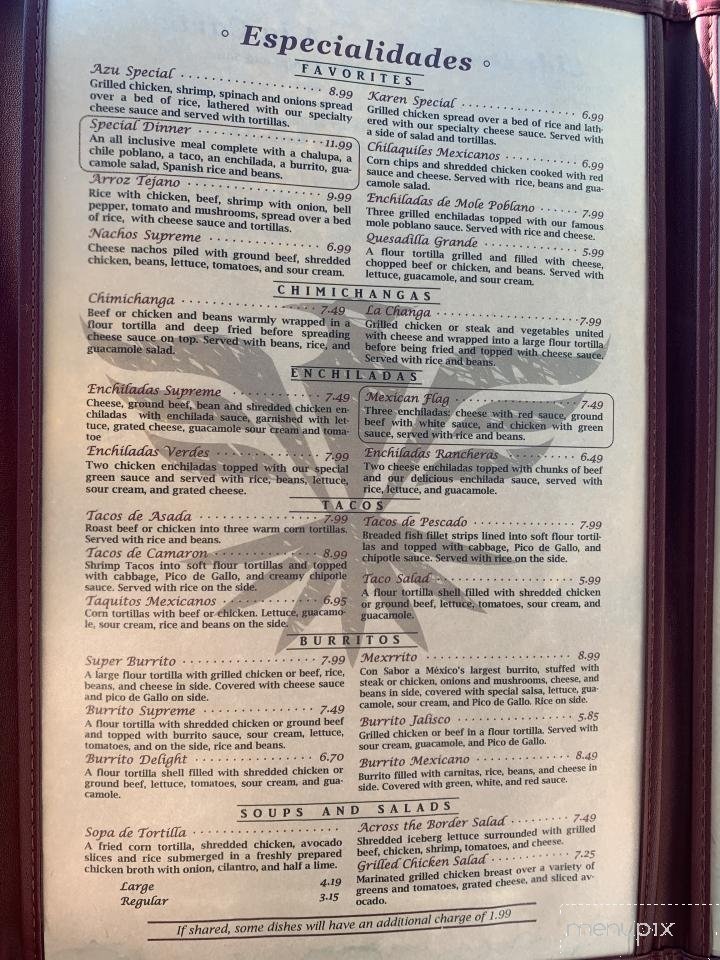 ◦ Especialidades ◦
FAVORITES
Azu Special . . . . . . . . . . . . . . . . . . 8.99
Grilled chicken, shrimp, spinach and onions spread
over a bed of rice, lathered with our specialty
cheese sauce and served with tortillas.
Special Dinner . . . . . . . . . . . . . . . . 11.99
An all inclusive meal complete with a chalupa, a
chile poblano, a taco, an enchilada, a burrito, gua-
camole salad, Spanish rice and beans.
Arroz Tejano . . . . . . . . . . . . . . . . . 9.99
Rice with chicken, beef, shrimp with onion, bell
pepper, tomato and mushrooms, spread over a bed
of rice, with cheese sauce and tortillas.
Nachos Supreme . . . . . . . . . . . . . . . 6.99
Cheese nachos piled with ground beef, shredded
chicken, beans, lettuce, tomatoes, and sour cream.
Karen Special . . . . . . . . . . . . . . . . . 6.99
Grilled chicken spread over a bed of rice and lath-
ered with our specialty cheese sauce. Served with
a side of salad and tortillas.
Chilaquiles Mexicanos . . . . . . . . . . . 6.99
Corn chips and shredded chicken cooked with red
sauce and cheese. Served with rice, beans and gua-
camole salad.
Enchiladas de Mole Poblano . . . . . . 7.99
Three grilled enchiladas topped with our famous
mole poblano sauce. Served with rice and cheese.
Quesadilla Grande . . . . . . . . . . . . . . 5.99
A flour tortilla grilled and filled with cheese,
chopped beef or chicken, and beans. Served with
lettuce, guacamole, and sour cream.
CHIMICHANGAS
Chimichanga . . . . . . . . . . . . . . . . . . 7.49
Beef or chicken and beans warmly wrapped in a
flour tortilla and deep fried before spreading
cheese sauce on top. Served with beans, rice, and
guacamole salad.
La Changa . . . . . . . . . . . . . . . . . . . 7.99
Grilled chicken or steak and vegetables united
with cheese and wrapped into a large flour tortilla
before being fried and topped with cheese sauce.
Served with rice and beans.
ENCHILADAS
Enchiladas Supreme . . . . . . . . . . . . 7.49
Cheese, ground beef, bean and shredded chicken en-
chiladas with enchilada sauce, garnished with let-
tuce, grated cheese, guacamole sour cream and toma-
toe
Enchiladas Verdes . . . . . . . . . . . . . . 7.99
Two chicken enchiladas topped with our special
green sauce and served with rice, beans, lettuce,
sour cream, and grated cheese.
Mexican Flag . . . . . . . . . . . . . . . . . 7.49
Three enchiladas: cheese with red sauce, ground
beef with white sauce, and chicken with green
sauce, served with rice and beans.
Enchiladas Rancheras . . . . . . . . . . . 6.49
Two cheese enchiladas topped with chunks of beef
and our delicious enchilada sauce, served with
rice, lettuce, and guacamole.
TACOS
Tacos de Asada . . . . . . . . . . . . . . . . 7.99
Roast beef or chicken into three warm corn tortillas.
Served with rice and beans.
Tacos de Camaron . . . . . . . . . . . . . . 8.99
Shrimp Tacos into soft flour tortillas and topped
with cabbage, Pico de Gallo, and creamy chipotle
sauce. Served with rice on the side.
Taquitos Mexicanos . . . . . . . . . . . . . 6.95
Corn tortillas with beef or chicken. Lettuce, guacamo-
le, sour cream, rice and beans on the side.
Tacos de Pescado . . . . . . . . . . . . . . . 7.99
Breaded fish fillet strips lined into soft flour tortil-
las and topped with cabbage, Pico de Gallo, and
chipotle sauce. Served with rice on the side.
Taco Salad . . . . . . . . . . . . . . . . . . . 5.99
A flour tortilla shell filled with shredded chicken
or ground beef, lettuce, tomatoes, sour cream, and
guacamole.
BURRITOS
Super Burrito . . . . . . . . . . . . . . . . . 7.99
A large flour tortilla with grilled chicken or beef, rice,
beans, and cheese in side. Covered with cheese sauce
and pico de Gallo on side.
Burrito Supreme . . . . . . . . . . . . . . . 7.49
A flour tortilla with shredded chicken or ground beef
and topped with burrito sauce, sour cream, lettuce,
tomatoes, and on the side, rice and beans.
Burrito Delight . . . . . . . . . . . . . . . . 6.70
A flour tortilla shell filled with shredded chicken or
ground beef, lettuce, tomatoes, sour cream, and gua-
camole.
Mexrrito . . . . . . . . . . . . . . . . . . . . . 8.99
Con Sabor a México's largest burrito, stuffed with
steak or chicken, onions and mushrooms, cheese, and
beans in side, covered with special salsa, lettuce, gua-
camole, sour cream, and Pico de Gallo. Rice on side.
Burrito Jalisco . . . . . . . . . . . . . . . . . 5.85
Grilled chicken or beef in a flour tortilla. Served with
sour cream, guacamole, and Pico de Gallo.
Burrito Mexicano . . . . . . . . . . . . . . . 8.49
Burrito filled with carnitas, rice, beans, and cheese in
side. Covered with green, white, and red sauce.
SOUPS AND SALADS
Sopa de Tortilla . . . . . . . . . . . . . . . . .
A fried corn tortilla, shredded chicken, avocado
slices and rice submerged in a freshly prepared
chicken broth with onion, cilantro, and half a lime.
Large 4.19
Regular 3.15
Across the Border Salad . . . . . . . . . 7.49
Shredded iceberg lettuce surrounded with grilled
beef, chicken, shrimp, tomatoes, and cheese.
Grilled Chicken Salad . . . . . . . . . . . 7.25
Marinated grilled chicken breast over a variety of
greens and tomatoes, grated cheese, and sliced av-
ocado.
If shared, some dishes will have an additional charge of 1.99
menupix